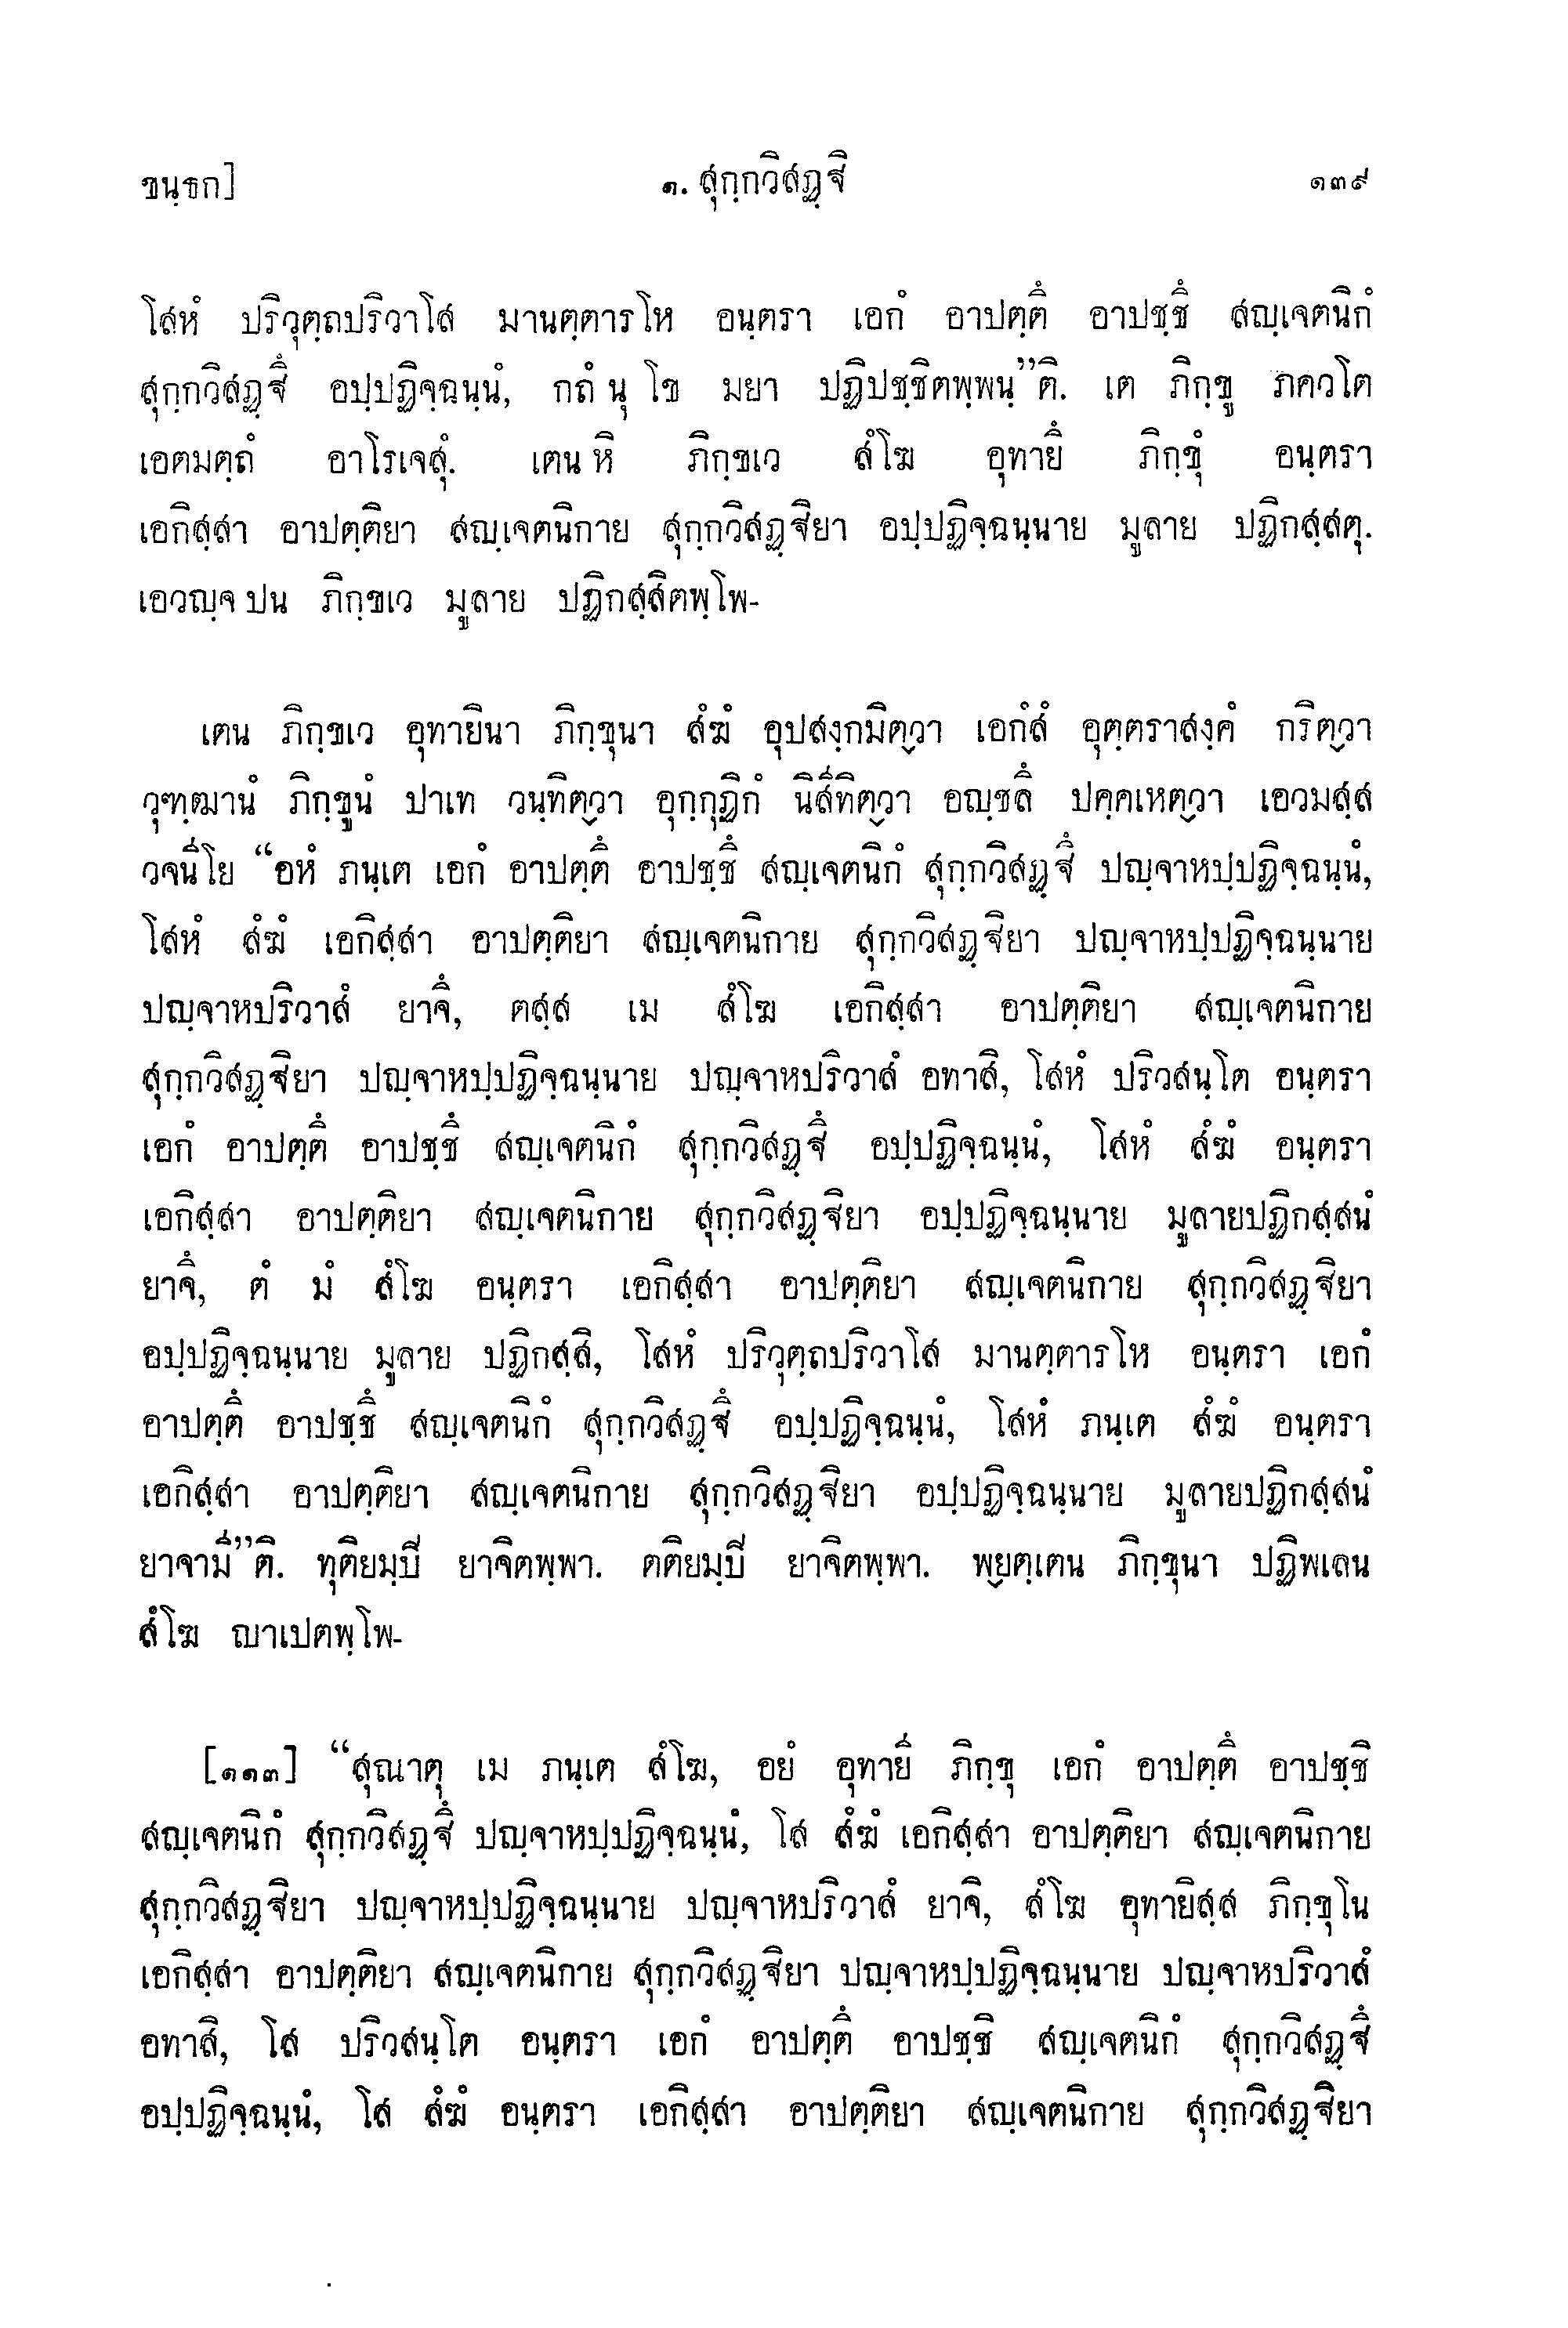 ขนฺธก] ๑. สุกฺกวิสฏฺฐิ ๑๓๙
โสหํ ปริวุตฺถปริวาโส มานตฺตารโห อนฺตรา เอกํ อาปตฺตึ อาปชฺชึ สญฺเจตนิกํ
สุกฺกวิสฏฺฐึ อปฺปฏิจฺฉนฺนํ, กถํ นุ โข มยา ปฏิปชฺชิตพฺพนฺ”ติ. เต ภิกฺขู ภควโต
เอตมตฺถํ อาโรเจสุํ. เตน หิ ภิกฺขเว สํโฆ อุทายึ ภิกฺขุํ อนฺตรา
เอกิสฺสา อาปตฺติยา สญฺเจตนิกาย สุกฺกวิสฏฺฐิยา อปฺปฏิจฺฉนฺนาย มูลาย ปฏิกสฺสตุ.
เอวญฺจ ปน ภิกฺขเว มูลาย ปฏิกสฺสิตพฺโพ-
เตน ภิกฺขเว อุทายินา ภิกฺขุนา สํฆํ อุปสงฺกมิตฺวา เอกํสํ อุตฺตราสงฺคํ กริตฺวา
วุฑฺฒานํ ภิกฺขูนํ ปาเท วนฺทิตฺวา อุกฺกุฏิกํ นิสีทิตฺวา อญฺชลึ ปคฺคเหตฺวา เอวมสฺส
วจนีโย “อหํ ภนฺเต เอกํ อาปตฺตึ อาปชฺชึ สญฺเจตนิกํ สุกฺกวิสฏฺฐึ ปญฺจาหปฺปฏิจฺฉนฺนํ,
โสหํ สํฆํ เอกิสฺสา อาปตฺติยา สญฺเจตนิกาย สุกฺกวิสฏฺฐิยา ปญฺจาหปฺปฏิจฺฉนฺนาย
ปญฺจาหปริวาสํ ยาจึ, ตสฺส เม สํโฆ เอกิสฺสา อาปตฺติยา สญฺเจตนิกาย
สุกฺกวิสฏฺฐิยา ปญฺจาหปฺปฏิจฺฉนฺนาย ปญฺจาหปริวาสํ อทาสิ, โสหํ ปริวสนฺโต อนฺตรา
เอกํ อาปตฺตึ อาปชฺชึ สญฺเจตนิกํ สุกฺกวิสฏฺฐึ อปฺปฏิจฺฉนฺนํ, โสหํ สํฆํ อนฺตรา
เอกิสฺสา อาปตฺติยา สญฺเจตนิกาย สุกฺกวิสฏฺฐิยา อปฺปฏิจฺฉนฺนาย มูลายปฏิกสฺสนํ
ยาจึ, ตํ มํ สํโฆ อนฺตรา เอกิสฺสา อาปตฺติยา สญฺเจตนิกาย สุกฺกวิสฏฺฐิยา
อปฺปฏิจฺฉนฺนาย มูลาย ปฏิกสฺสิ, โสหํ ปริวุตฺถปริวาโส มานตฺตารโห อนฺตรา เอกํ
อาปตฺตึ อาปชฺชึ สญฺเจตนิกํ สุกฺกวิสฏฺฐึ อปฺปฏิจฺฉนฺนํ, โสหํ ภนฺเต สํฆํ อนฺตรา
เอกิสฺสา อาปตฺติยา สญฺเจตนิกาย สุกฺกวิสฏฺฐิยา อปฺปฏิจฺฉนฺนาย มูลายปฏิกสฺสนํ
ยาจามี”ติ. ทุติยมฺปิ ยาจิตพฺพา. ตติยมฺปิ ยาจิตพฺพา. พฺยตฺเตน ภิกฺขุนา ปฏิพเลน
สํโฆ ญาเปตพฺโพ-
[๑๑๓] “สุณาตุ เม ภนฺเต สํโฆ, อยํ อุทายี ภิกฺขุ เอกํ อาปตฺตึ อาปชฺชิ
สญฺเจตนิกํ สุกฺกวิสฏฺฐึ ปญฺจาหปฺปฏิจฺฉนฺนํ, โส สํฆํ เอกิสฺสา อาปตฺติยา สญฺเจตนิกาย
สุกฺกวิสฏฺฐิยา ปญฺจาหปฺปฏิจฺฉนฺนาย ปญฺจาหปริวาสํ ยาจิ, สํโฆ อุทายิสฺส ภิกฺขุโน
เอกิสฺสา อาปตฺติยา สญฺเจตนิกาย สุกฺกวิสฏฺฐิยา ปญฺจาหปฺปฏิจฺฉนฺนาย ปญฺจาหปริวาสํ
อทาสิ, โส ปริวสนฺโต อนฺตรา เอกํ อาปตฺตึ อาปชฺชิ สญฺเจตนิกํ สุกฺกวิสฏฺฐึ
อปฺปฏิจฺฉนฺนํ, โส สํฆํ อนฺตรา เอกิสฺสา อาปตฺติยา สญฺเจตนิกาย สุกฺกวิสฏฺฐิยา